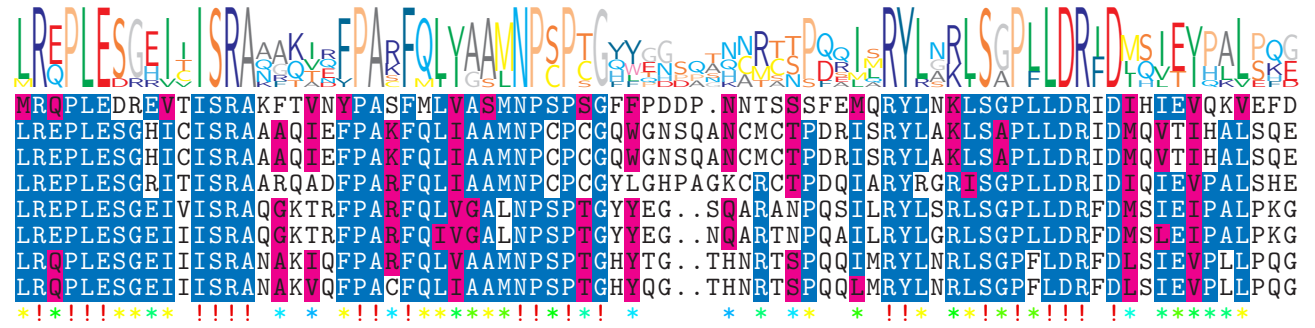 MRQPLEDREVTISRAKFTVNYPASFMLVASMNPSPSGFFPDDP.NNTSSSFEMQRYLNKLSGPLLDRIDIHIEVQKVEFD
LREPLESGHICISRAAAQIEFPAKFQLIAAMNPCPCGQWGNSQANCMCTPDRISRYLAKLSAPLLDRIDMQVTIHALSQE
LREPLESGHICISRAAAQIEFPAKFQLIAAMNPCPCGQWGNSQANCMCTPDRISRYLAKLSAPLLDRIDMQVTIHALSQE
LREPLESGRITISRAARQADFPARFQLIAAMNPCPCGYLGHPAGKCRCTPDQIARYRGRISGPLLDRIDIQIEVPALSHE
LREPLESGEIVISRAQGKTRFPARFQLVGALNPSPTGYYEG..SQARANPQSILRYLSRLSGPLLDRFDMSIEIPALPKG
LREPLESGEIIISRAQGKTRFPARFQIVGALNPSPTGYYEG..NQARTNPQAILRYLGRLSGPLLDRFDMSLEIPALPKG
LRQPLESGEIIISRANAKIQFPARFQLVAAMNPSPTGHYTG..THNRTSPQQIMRYLNRLSGPFLDRFDLSIEVPLLPQG
LRQPLESGEIIISRANAKVQFPACFQLIAAMNPSPTGHYQG..THNRTSPQQLMRYLNRLSGPFLDRFDLSIEVPLLPQG